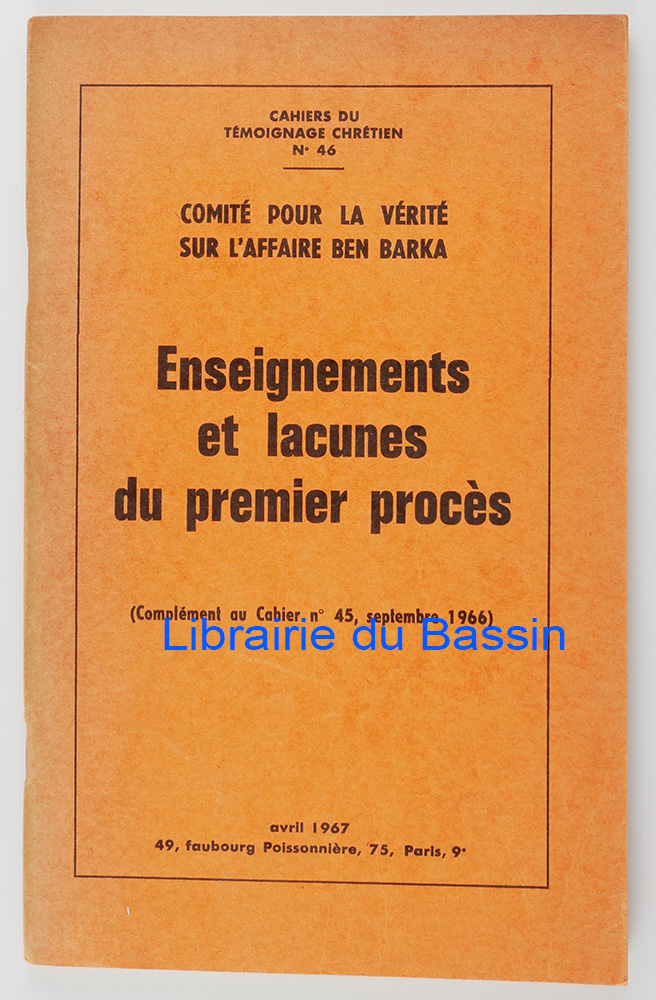 CAHIERS DU
TÉMOIGNAGE CHRÉTIEN
N° 46
COMITÉ POUR LA VÉRITÉ
SUR L'AFFAIRE BEN BARKA
Enseignements
et lacunes
du premier procès
(Complément au Cahier n° 45, septembre 1966)
Librairie du Bassin
avril 1967
49, faubourg Poissonnière, 75, Paris, 9ᵉ